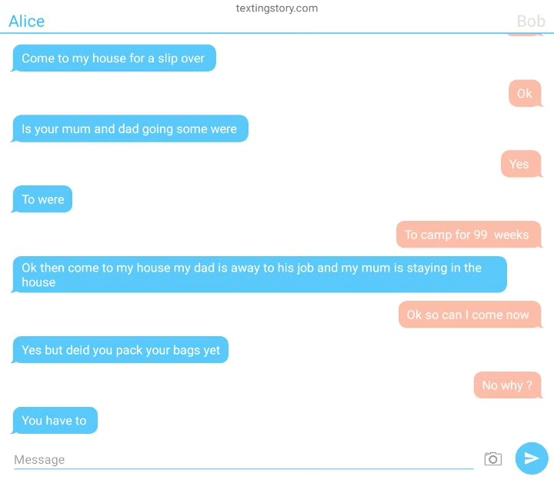 textingstory.com
Alice
Bob
Come to my house for a slip over
Ok
Is your mum and dad going some were
Yes
To were
To camp for 99 weeks
Ok then come to my house my dad is away to his job and my mum is staying in the
house
Ok so can I come now
Yes but deid you pack your bags yet
No why ?
You have to
Message